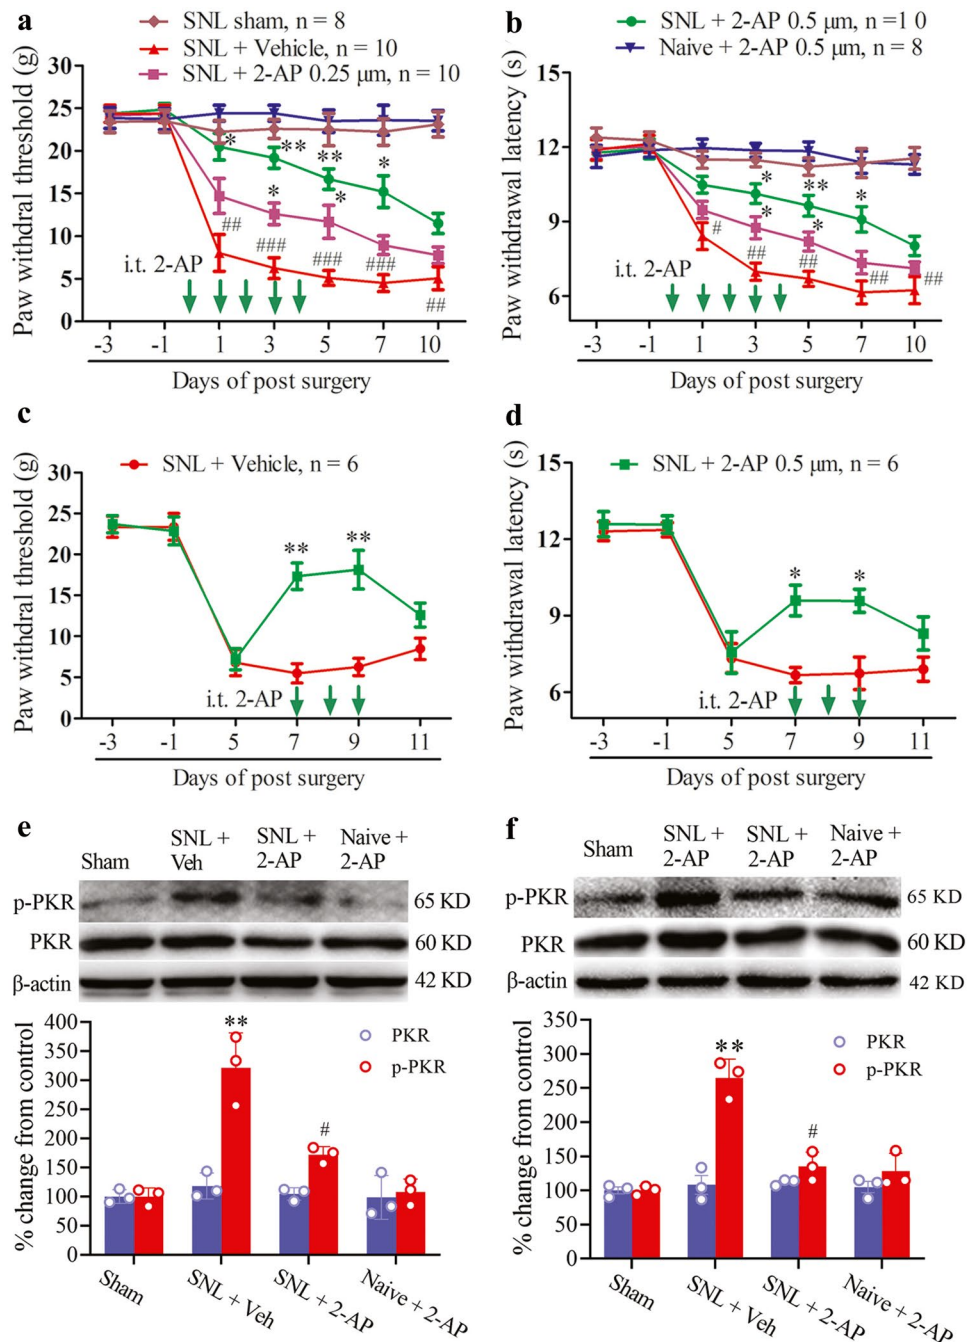 a
SNL sham, n = 8
SNL + Vehicle, n = 10
SNL + 2-AP 0.25 μm, n = 10
b
SNL + 2-AP 0.5 μm, n =1 0
Naive + 2-AP 0.5 μm, n = 8
Paw withdral threshold (g)
30
25
20
15
10
5
0
* ** ** *
* *
## ### ### ### ##
i.t. 2-AP
-3 -1 1 3 5 7 10
Days of post surgery
Paw withdrawal latency (s)
15
12
9
6
* ** *
* *
# ## ## ## ##
i.t. 2-AP
-3 -1 1 3 5 7 10
Days of post surgery
c
SNL + Vehicle, n = 6
Paw withdral threshold (g)
30
25
20
15
10
5
0
** **
i.t. 2-AP
-3 -1 5 7 9 11
Days of post surgery
d
SNL + 2-AP 0.5 μm, n = 6
Paw withdrawal latency (s)
15
12
9
6
* *
i.t. 2-AP
-3 -1 5 7 9 11
Days of post surgery
e
Sham
SNL +
Veh
SNL +
2-AP
Naive +
2-AP
p-PKR 65 KD
PKR 60 KD
β-actin 42 KD
% change from control
400
350
300
250
200
150
100
50
0
**
#
PKR
p-PKR
Sham
SNL + Veh
SNL + 2-AP
Naive + 2-AP
f
Sham
SNL +
2-AP
SNL +
2-AP
Naive +
2-AP
p-PKR 65 KD
PKR 60 KD
β-actin 42 KD
% change from control
350
300
250
200
150
100
50
0
**
#
PKR
p-PKR
Sham
SNL + Veh
SNL + 2-AP
Naive + 2-AP